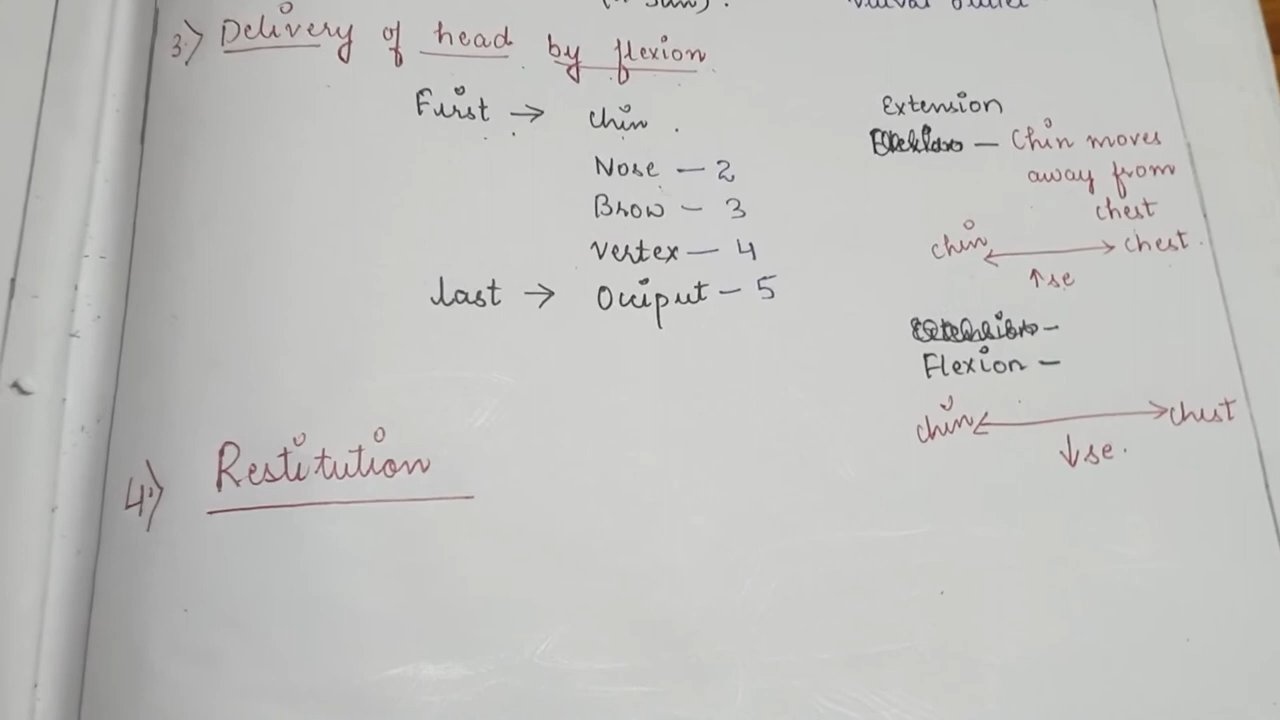 3.) Delivery of head by flexion
First → chin.
Nose — 2
Brow — 3
Vertex — 4
last → Occiput — 5
Extension
— Chin moves
away from
chest
chin ↔ chest.
↑se
Flexion —
chin ↔ chest
↓se.
4.) Restitution